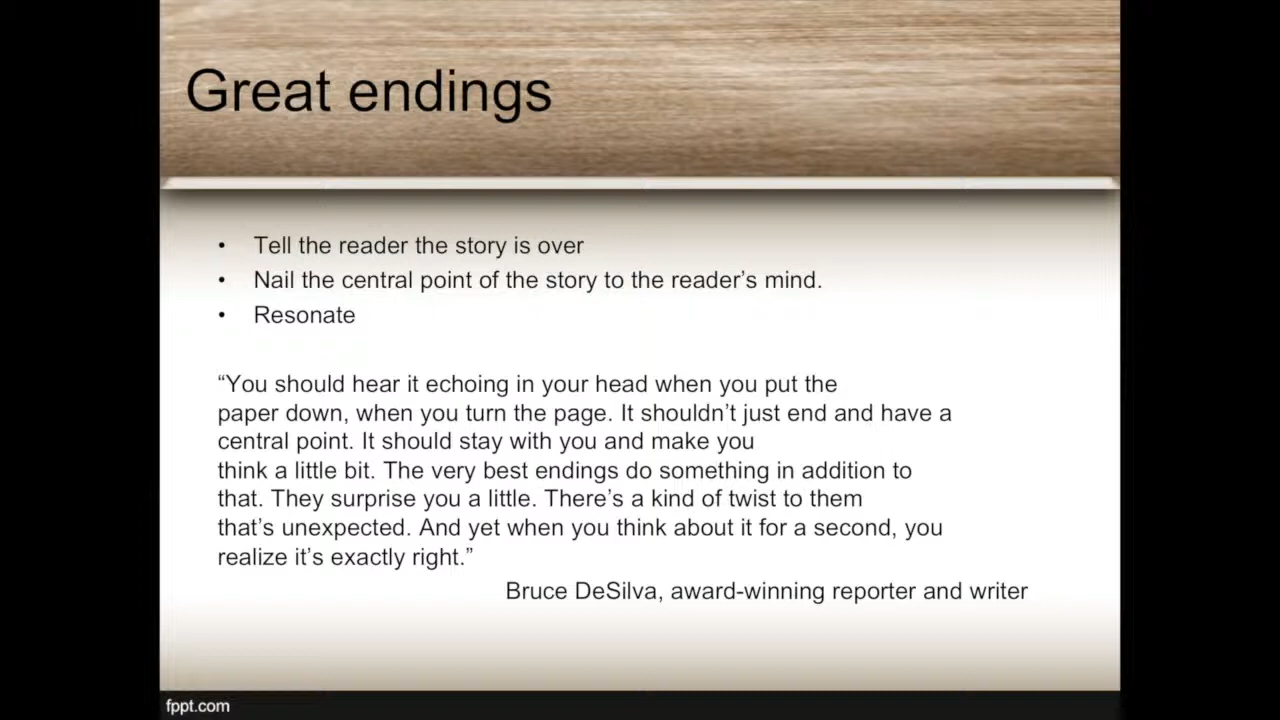 Great endings
• Tell the reader the story is over
• Nail the central point of the story to the reader’s mind.
• Resonate
“You should hear it echoing in your head when you put the
paper down, when you turn the page. It shouldn’t just end and have a
central point. It should stay with you and make you
think a little bit. The very best endings do something in addition to
that. They surprise you a little. There’s a kind of twist to them
that’s unexpected. And yet when you think about it for a second, you
realize it’s exactly right.”
Bruce DeSilva, award-winning reporter and writer
fppt.com